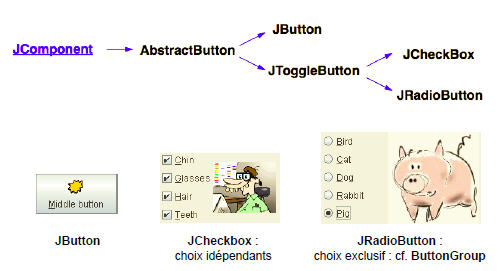 JButton
JComponent
AbstractButton
JCheckBox
JToggleButton
JRadioButton
Chin
Glasses
Hair
Teeth
Bird
Cat
Dog
Rabbit
Pig
Middle button
JButton
JCheckbox :
choix idépendants
JRadioButton :
choix exclusif : cf. ButtonGroup